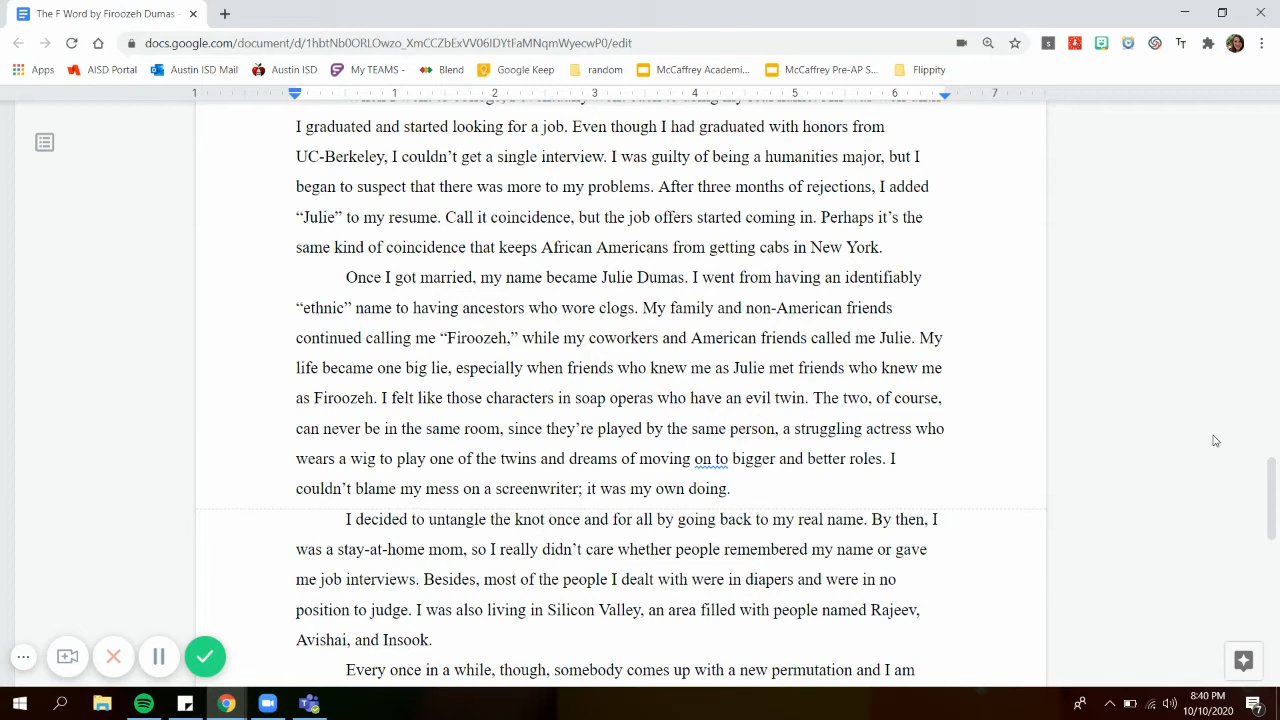 The F Word by Firoozeh Dumas -
docs.google.com/document/d/1hbtNb0ORLOwzo_XmCCZbExVV06IDYtFaMNqmWyecwP0/edit
Apps AISD Portal Austin ISD Mail Austin ISD My TEAMS - Blend Google Keep random McCaffrey Academi... McCaffrey Pre-AP S... Flippity
1 1 2 3 4 5 6 7
I graduated and started looking for a job. Even though I had graduated with honors from
UC-Berkeley, I couldn’t get a single interview. I was guilty of being a humanities major, but I
began to suspect that there was more to my problems. After three months of rejections, I added
“Julie” to my resume. Call it coincidence, but the job offers started coming in. Perhaps it’s the
same kind of coincidence that keeps African Americans from getting cabs in New York.
Once I got married, my name became Julie Dumas. I went from having an identifiably
“ethnic” name to having ancestors who wore clogs. My family and non-American friends
continued calling me “Firoozeh,” while my coworkers and American friends called me Julie. My
life became one big lie, especially when friends who knew me as Julie met friends who knew me
as Firoozeh. I felt like those characters in soap operas who have an evil twin. The two, of course,
can never be in the same room, since they’re played by the same person, a struggling actress who
wears a wig to play one of the twins and dreams of moving on to bigger and better roles. I
couldn’t blame my mess on a screenwriter; it was my own doing.
I decided to untangle the knot once and for all by going back to my real name. By then, I
was a stay-at-home mom, so I really didn’t care whether people remembered my name or gave
me job interviews. Besides, most of the people I dealt with were in diapers and were in no
position to judge. I was also living in Silicon Valley, an area filled with people named Rajeev,
Avishai, and Insook.
Every once in a while, though, somebody comes up with a new permutation and I am
8:40 PM
10/10/2020
7